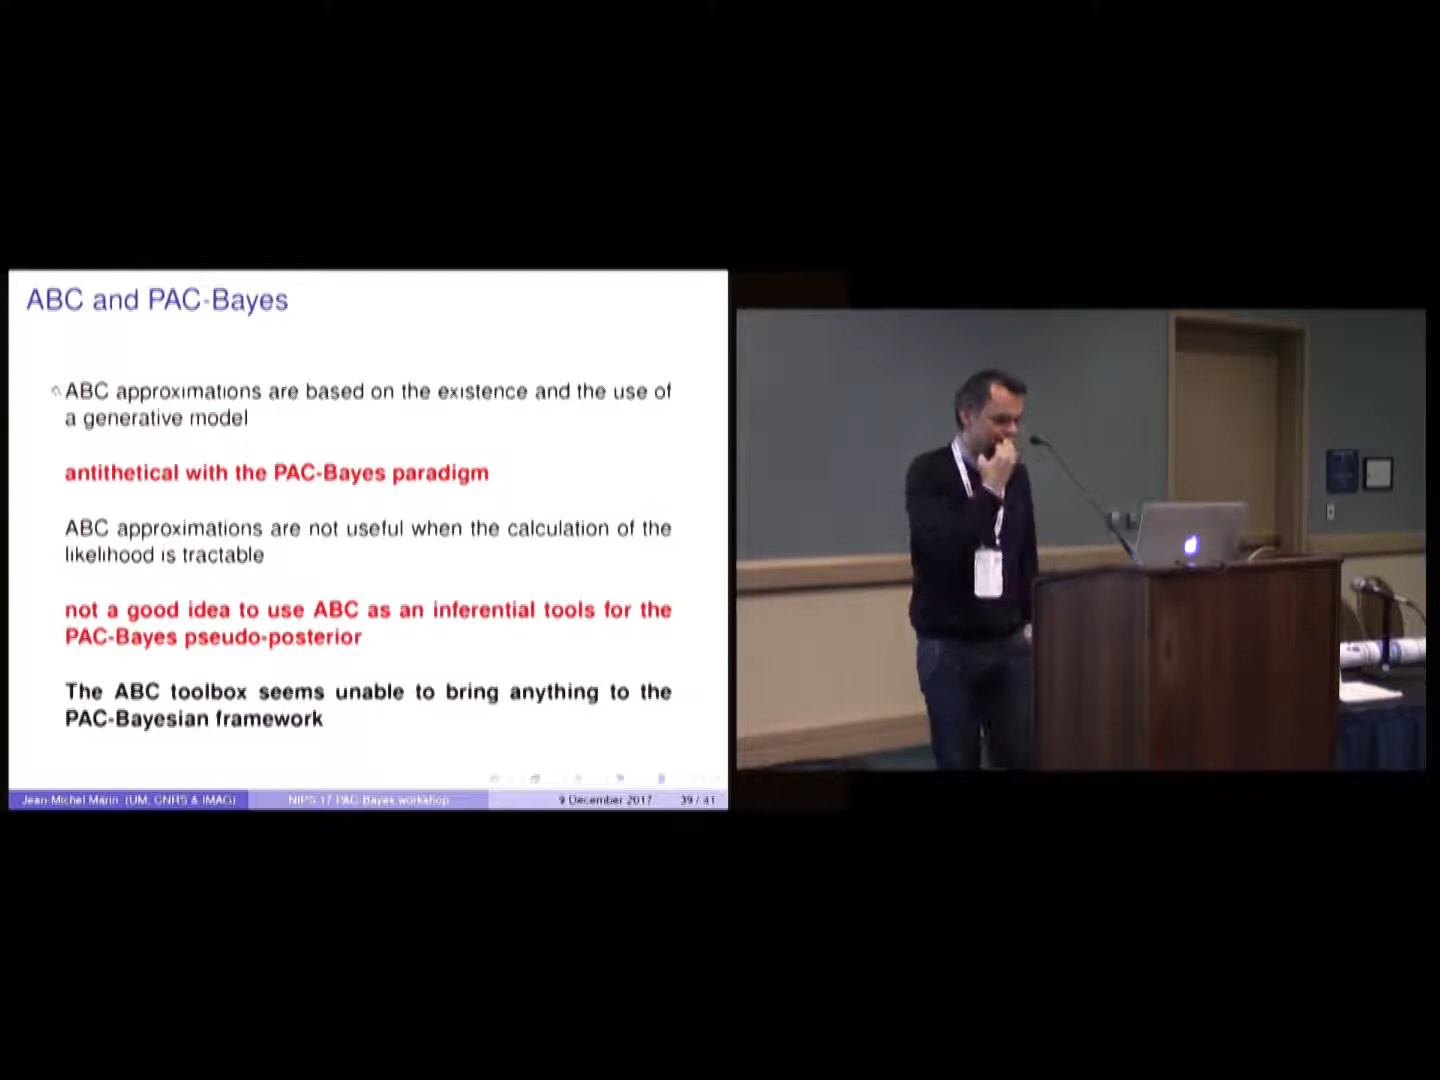 ABC and PAC-Bayes
ABC approximations are based on the existence and the use of
a generative model
antithetical with the PAC-Bayes paradigm
ABC approximations are not useful when the calculation of the
likelihood is tractable
not a good idea to use ABC as an inferential tools for the
PAC-Bayes pseudo-posterior
The ABC toolbox seems unable to bring anything to the
PAC-Bayesian framework
Jean-Michel Marin (UM, CNRS & IMAG) NIPS 17 PAC-Bayes workshop 9 December 2017 39 / 41